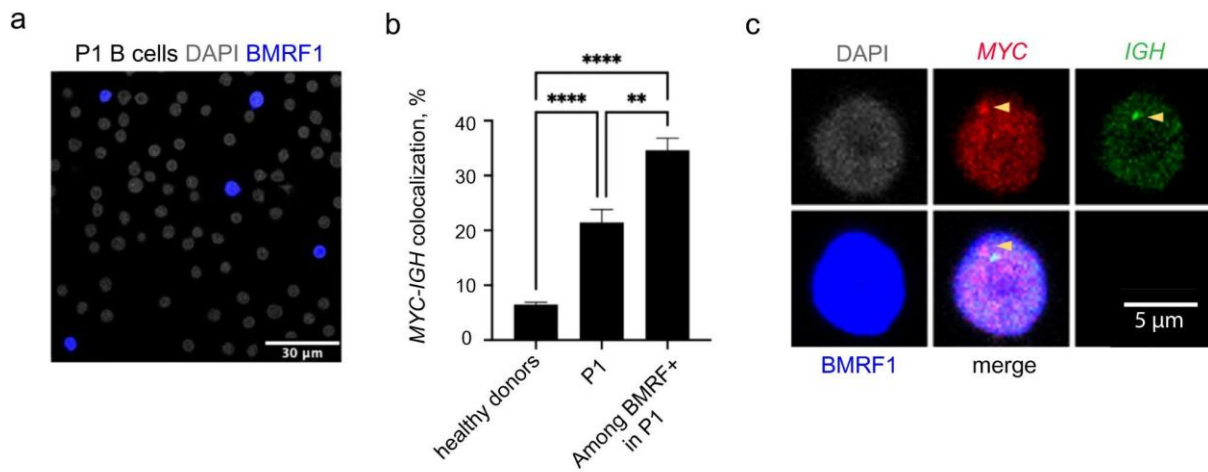 a
P1 B cells DAPI BMRF1
30 µm
b
****
**** **
MYC-IGH colocalization, %
40
30
20
10
0
healthy donors
P1
Among BMRF+
in P1
c
DAPI MYC IGH
5 µm
BMRF1 merge